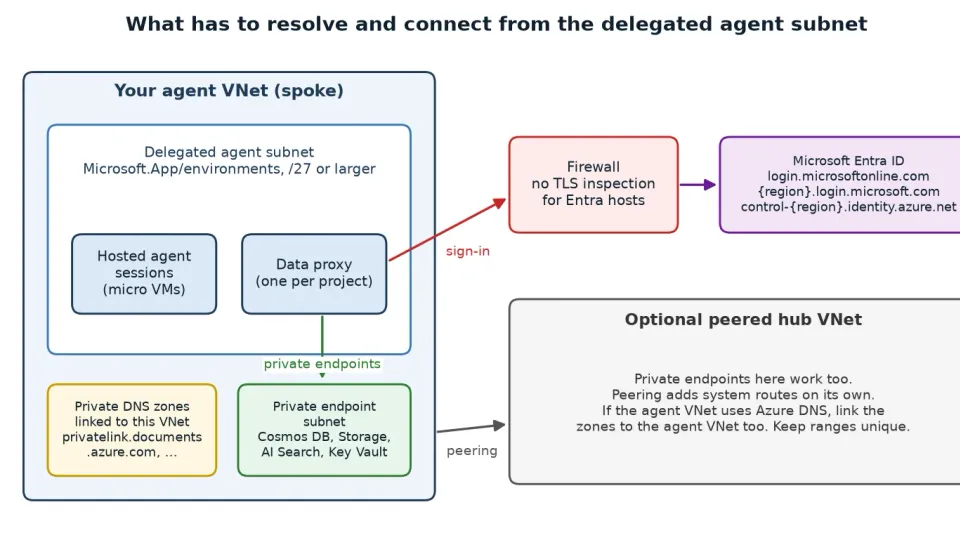 What has to resolve and connect from the delegated agent subnet
Your agent VNet (spoke)
Delegated agent subnet
Microsoft.App/environments, /27 or larger
Hosted agent
sessions
(micro VMs)
Data proxy
(one per project)
private endpoints
Private DNS zones
linked to this VNet
privatelink.documents
.azure.com, ...
Private endpoint
subnet
Cosmos DB, Storage,
AI Search, Key Vault
sign-in
Firewall
no TLS inspection
for Entra hosts
Microsoft Entra ID
login.microsoftonline.com
{region}.login.microsoft.com
control-{region}.identity.azure.net
peering
Optional peered hub VNet
Private endpoints here work too.
Peering adds system routes on its own.
If the agent VNet uses Azure DNS, link the
zones to the agent VNet too. Keep ranges unique.